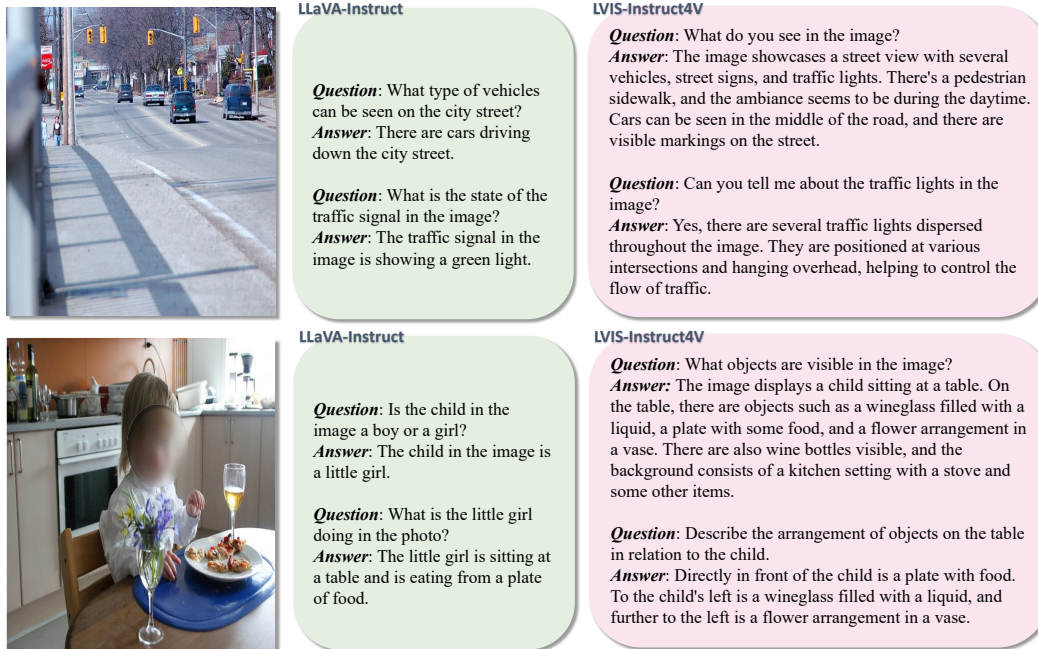 LLaVA-Instruct
Question: What type of vehicles
can be seen on the city street?
Answer: There are cars driving
down the city street.
Question: What is the state of the
traffic signal in the image?
Answer: The traffic signal in the
image is showing a green light.
LVIS-Instruct4V
Question: What do you see in the image?
Answer: The image showcases a street view with several
vehicles, street signs, and traffic lights. There's a pedestrian
sidewalk, and the ambiance seems to be during the daytime.
Cars can be seen in the middle of the road, and there are
visible markings on the street.
Question: Can you tell me about the traffic lights in the
image?
Answer: Yes, there are several traffic lights dispersed
throughout the image. They are positioned at various
intersections and hanging overhead, helping to control the
flow of traffic.
LLaVA-Instruct
Question: Is the child in the
image a boy or a girl?
Answer: The child in the image is
a little girl.
Question: What is the little girl
doing in the photo?
Answer: The little girl is sitting at
a table and is eating from a plate
of food.
LVIS-Instruct4V
Question: What objects are visible in the image?
Answer: The image displays a child sitting at a table. On
the table, there are objects such as a wineglass filled with a
liquid, a plate with some food, and a flower arrangement in
a vase. There are also wine bottles visible, and the
background consists of a kitchen setting with a stove and
some other items.
Question: Describe the arrangement of objects on the table
in relation to the child.
Answer: Directly in front of the child is a plate with food.
To the child's left is a wineglass filled with a liquid, and
further to the left is a flower arrangement in a vase.